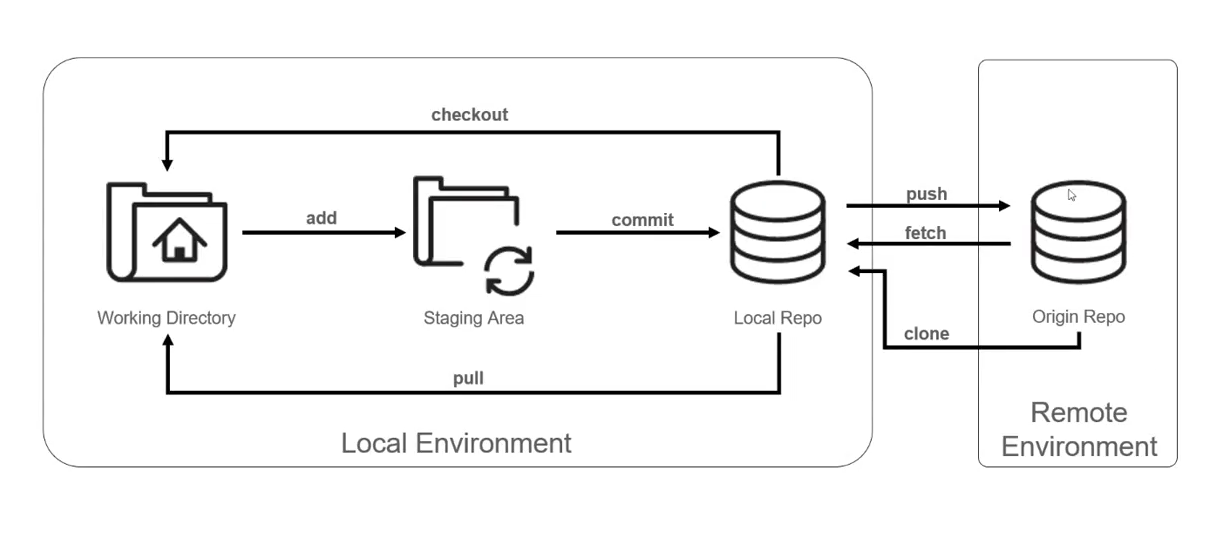 checkout
push
add
commit
fetch
Working Directory
Staging Area
Local Repo
Origin Repo
clone
pull
Local Environment
Remote
Environment